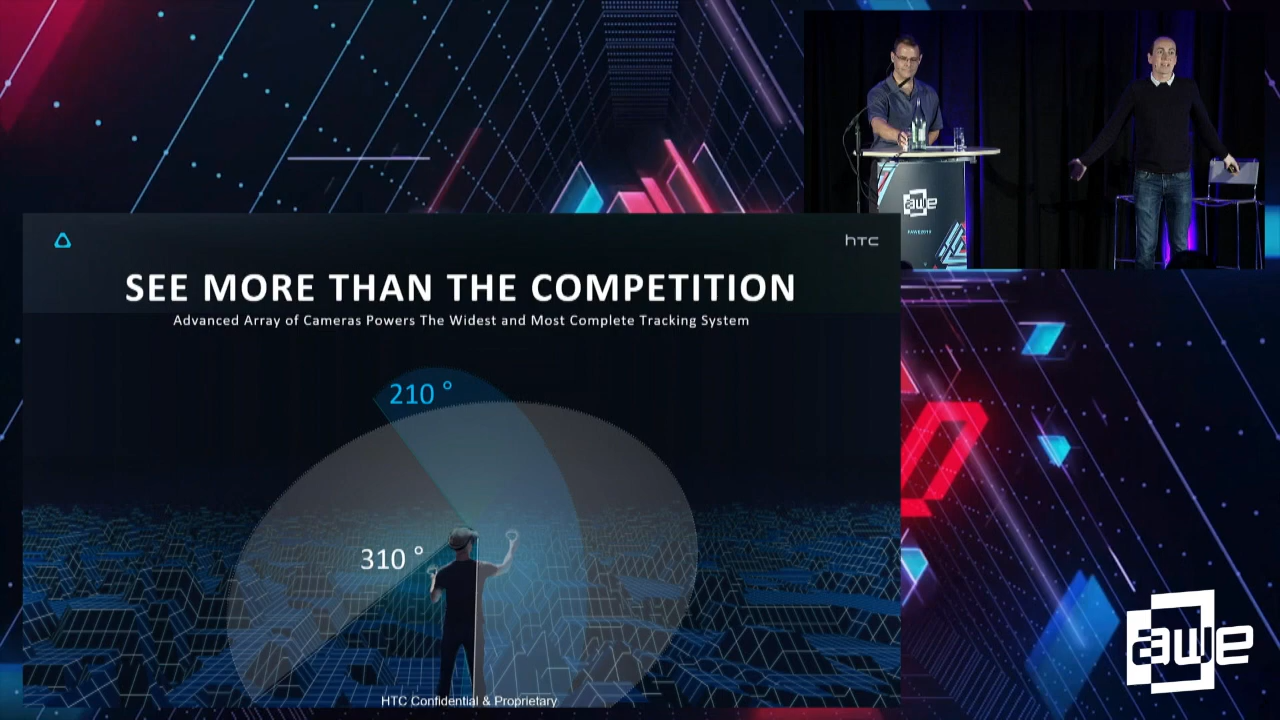 hTC
SEE MORE THAN THE COMPETITION
Advanced Array of Cameras Powers The Widest and Most Complete Tracking System
210 °
310 °
HTC Confidential & Proprietary
awe
#AWE2019
awe